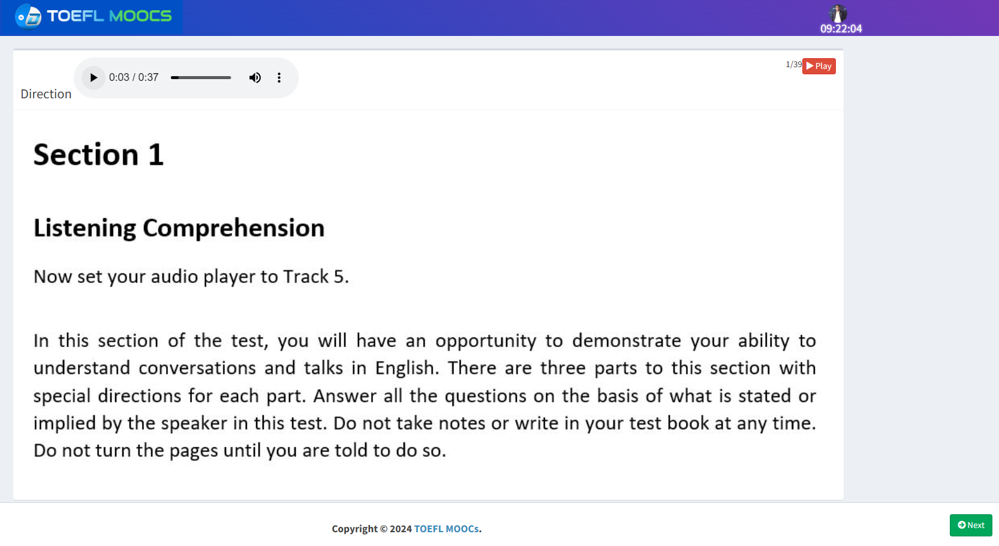 TOEFL MOOCS
09:22:04
0:03 / 0:37
1/39 Play
Direction
Section 1
Listening Comprehension
Now set your audio player to Track 5.
In this section of the test, you will have an opportunity to demonstrate your ability to
understand conversations and talks in English. There are three parts to this section with
special directions for each part. Answer all the questions on the basis of what is stated or
implied by the speaker in this test. Do not take notes or write in your test book at any time.
Do not turn the pages until you are told to do so.
Copyright © 2024 TOEFL MOOCs.
Next